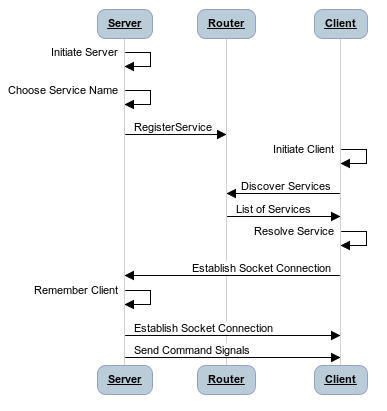 Server Router Client
Initiate Server
Choose Service Name
RegisterService
Initiate Client
Discover Services
List of Services
Resolve Service
Establish Socket Connection
Remember Client
Establish Socket Connection
Send Command Signals
Server Router Client